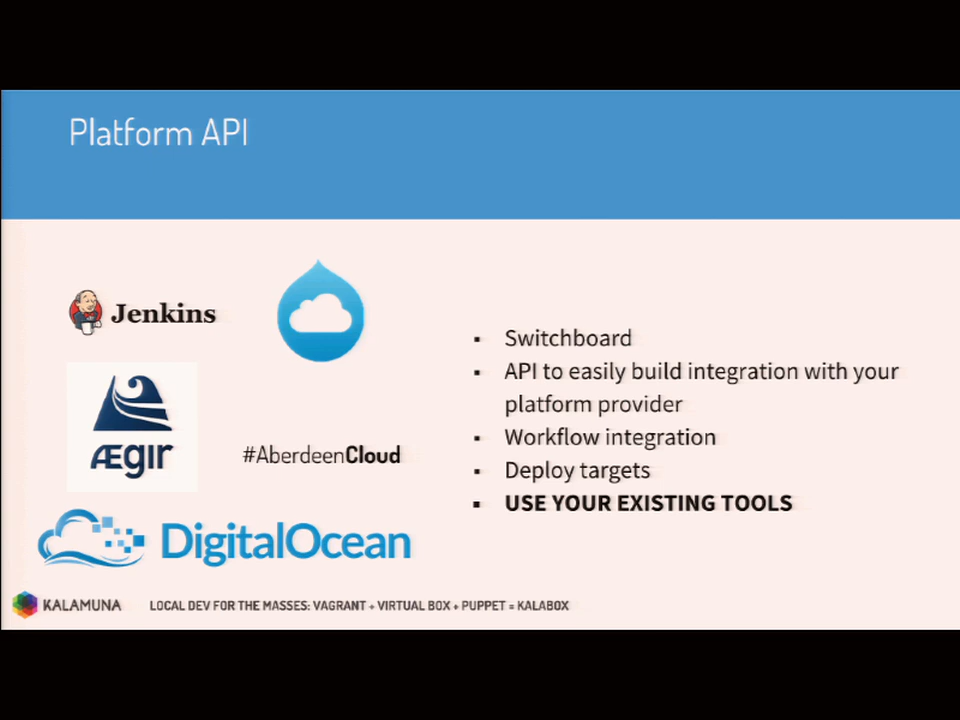 Platform API
Jenkins
ÆGIR
#AberdeenCloud
DigitalOcean
▪ Switchboard
▪ API to easily build integration with your
platform provider
▪ Workflow integration
▪ Deploy targets
▪ USE YOUR EXISTING TOOLS
KALAMUNA
LOCAL DEV FOR THE MASSES: VAGRANT + VIRTUAL BOX + PUPPET = KALABOX